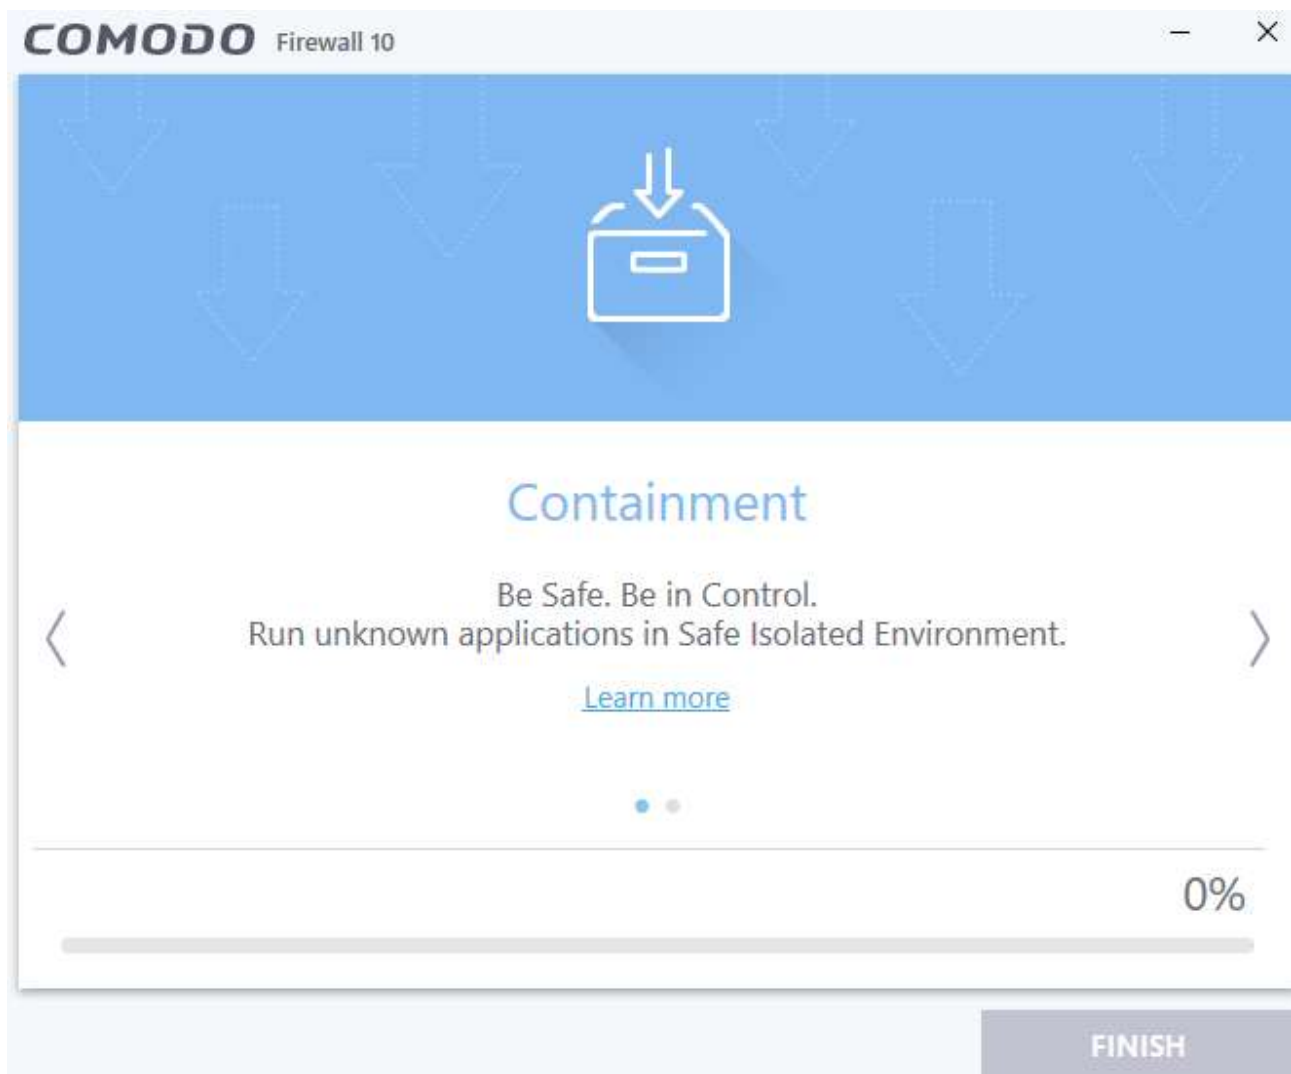 COMODO Firewall 10
Containment
Be Safe. Be in Control.
Run unknown applications in Safe Isolated Environment.
Learn more
0%
FINISH